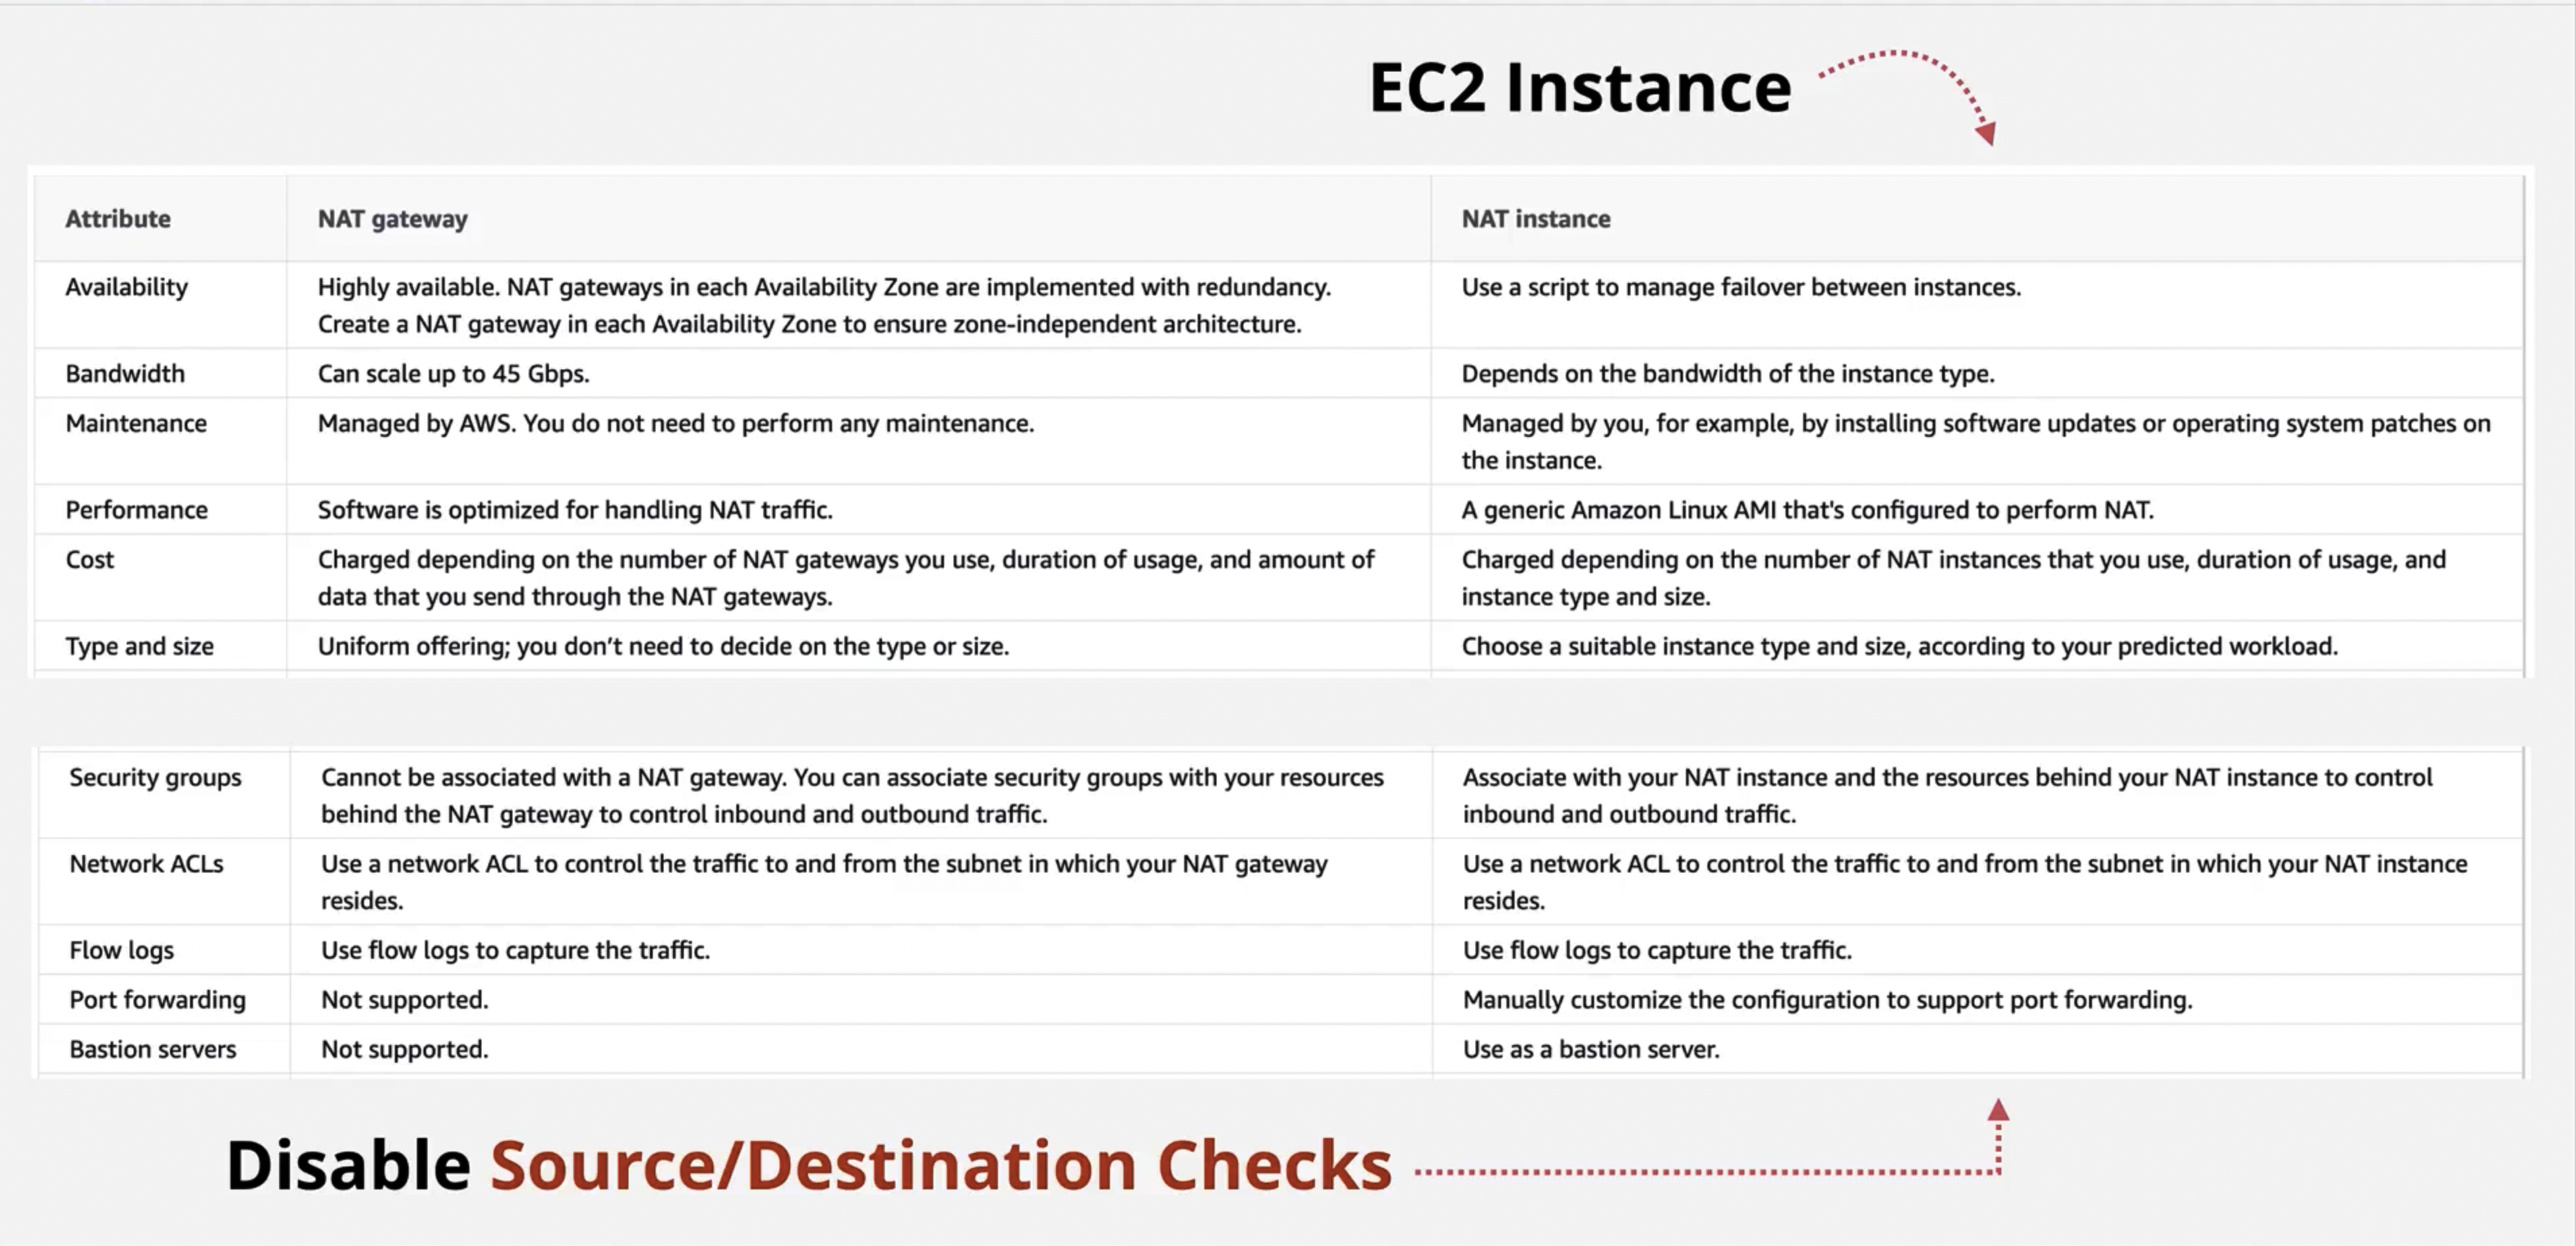 EC2 Instance
Attribute
NAT gateway
NAT instance
Availability
Highly available. NAT gateways in each Availability Zone are implemented with redundancy.
Create a NAT gateway in each Availability Zone to ensure zone-independent architecture.
Use a script to manage failover between instances.
Bandwidth
Can scale up to 45 Gbps.
Depends on the bandwidth of the instance type.
Maintenance
Managed by AWS. You do not need to perform any maintenance.
Managed by you, for example, by installing software updates or operating system patches on
the instance.
Performance
Software is optimized for handling NAT traffic.
A generic Amazon Linux AMI that's configured to perform NAT.
Cost
Charged depending on the number of NAT gateways you use, duration of usage, and amount of
data that you send through the NAT gateways.
Charged depending on the number of NAT instances that you use, duration of usage, and
instance type and size.
Type and size
Uniform offering; you don’t need to decide on the type or size.
Choose a suitable instance type and size, according to your predicted workload.
Security groups
Cannot be associated with a NAT gateway. You can associate security groups with your resources
behind the NAT gateway to control inbound and outbound traffic.
Associate with your NAT instance and the resources behind your NAT instance to control
inbound and outbound traffic.
Network ACLs
Use a network ACL to control the traffic to and from the subnet in which your NAT gateway
resides.
Use a network ACL to control the traffic to and from the subnet in which your NAT instance
resides.
Flow logs
Use flow logs to capture the traffic.
Use flow logs to capture the traffic.
Port forwarding
Not supported.
Manually customize the configuration to support port forwarding.
Bastion servers
Not supported.
Use as a bastion server.
Disable Source/Destination Checks